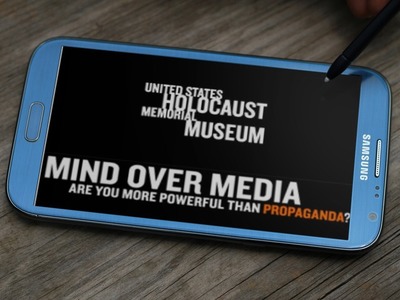 UNITED STATES
HOLOCAUST
MEMORIAL
MUSEUM
MIND OVER MEDIA
ARE YOU MORE POWERFUL THAN PROPAGANDA?
SAMSUNG